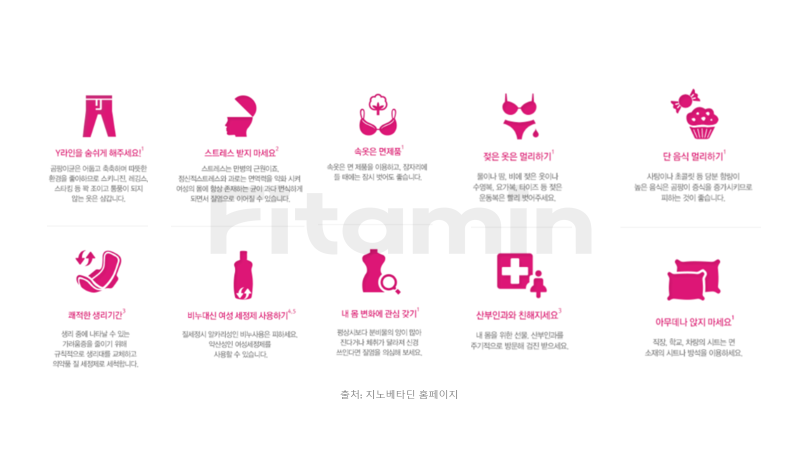 Y라인을 숨쉬게 해주세요!1
곰팡이균은 어둡고 축축하며 따뜻한
환경을 좋아하므로 스키니진, 레깅스,
스타킹 등 꽉 조이고 통풍이 되지
않는 옷은 삼갑니다.
스트레스 받지 마세요2
스트레스는 만병의 근원이죠.
정신적스트레스와 과로는 면역력을 약화 시켜
여성의 몸에 항상 존재하는 균이 과다 번식하게
되면서 질염으로 이어질 수 있습니다.
속옷은 면제품1
속옷은 면 제품을 이용하고, 잠자리에
들 때에는 잠시 벗어도 좋습니다.
젖은 옷은 멀리하기1
물이나 땀, 비에 젖은 옷이나
수영복, 요가복, 타이즈 등 젖은
운동복은 빨리 벗어주세요.
단 음식 멀리하기1
사탕이나 초콜릿 등 당분 함량이
높은 음식은 곰팡이 증식을 증가시키므로
피하는 것이 좋습니다.
Fitamin
쾌적한 생리기간3
생리 중에 나타날 수 있는
가려움증을 줄이기 위해
규칙적으로 생리대를 교체하고
의약품 질 세정제로 세척합니다.
비누대신 여성 세정제 사용하기4,5
질세정시 알카리성인 비누사용은 피하세요.
약산성인 여성세정제를
사용할 수 있습니다.
내 몸 변화에 관심 갖기1
평상시보다 분비물의 양이 많아
진다거나 체취가 달라져 신경
쓰인다면 질염을 의심해 보세요.
산부인과와 친해지세요3
내 몸을 위한 선물, 산부인과를
주기적으로 방문해 검진 받으세요.
아무데나 앉지 마세요1
직장, 학교, 차량의 시트는 면
소재의 시트나 방석을 이용하세요.
출처: 지노베타딘 홈페이지